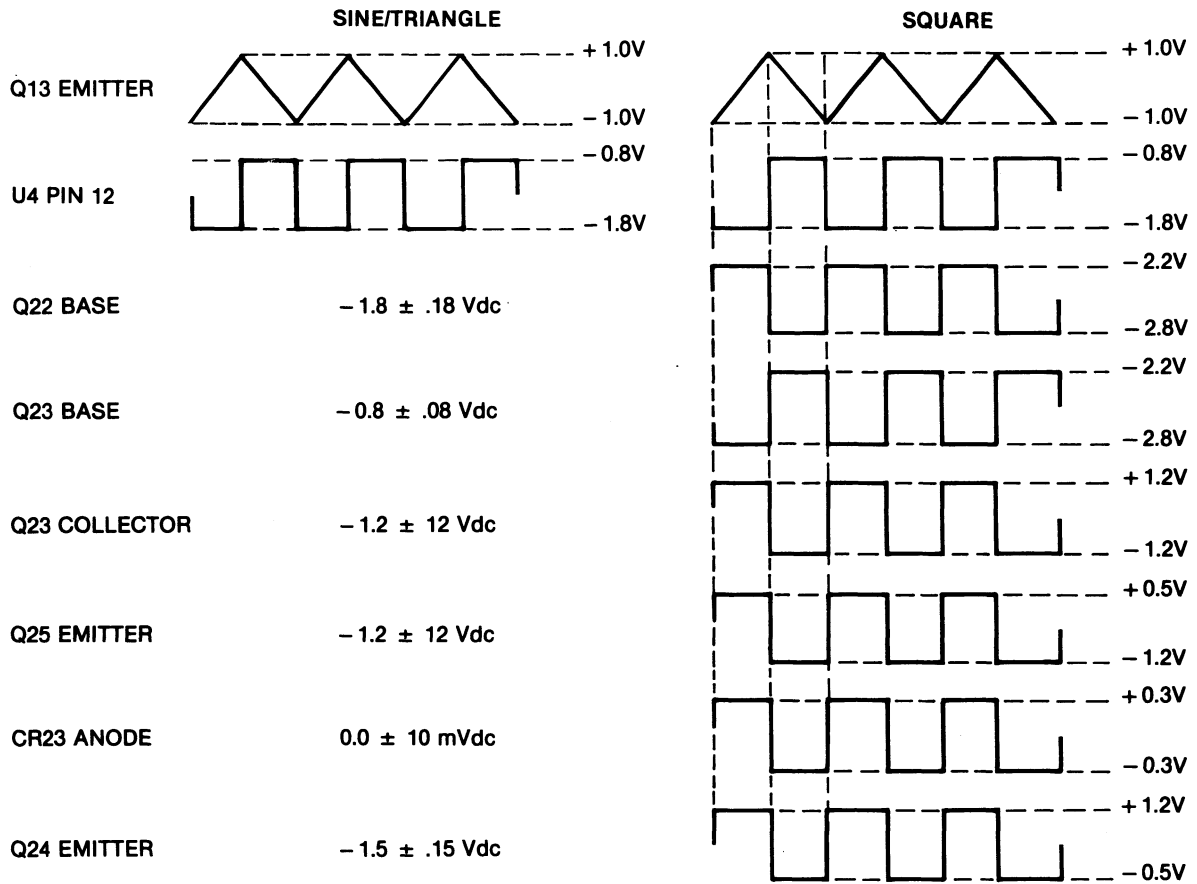 SINE/TRIANGLE
SQUARE
Q13 EMITTER
+ 1.0V
− 1.0V
+ 1.0V
− 1.0V
U4 PIN 12
− 0.8V
− 1.8V
− 0.8V
− 1.8V
Q22 BASE
− 1.8 ± .18 Vdc
− 2.2V
− 2.8V
Q23 BASE
− 0.8 ± .08 Vdc
− 2.2V
− 2.8V
Q23 COLLECTOR
− 1.2 ± 12 Vdc
+ 1.2V
− 1.2V
Q25 EMITTER
− 1.2 ± 12 Vdc
+ 0.5V
− 1.2V
CR23 ANODE
0.0 ± 10 mVdc
+ 0.3V
− 0.3V
Q24 EMITTER
− 1.5 ± .15 Vdc
+ 1.2V
− 0.5V